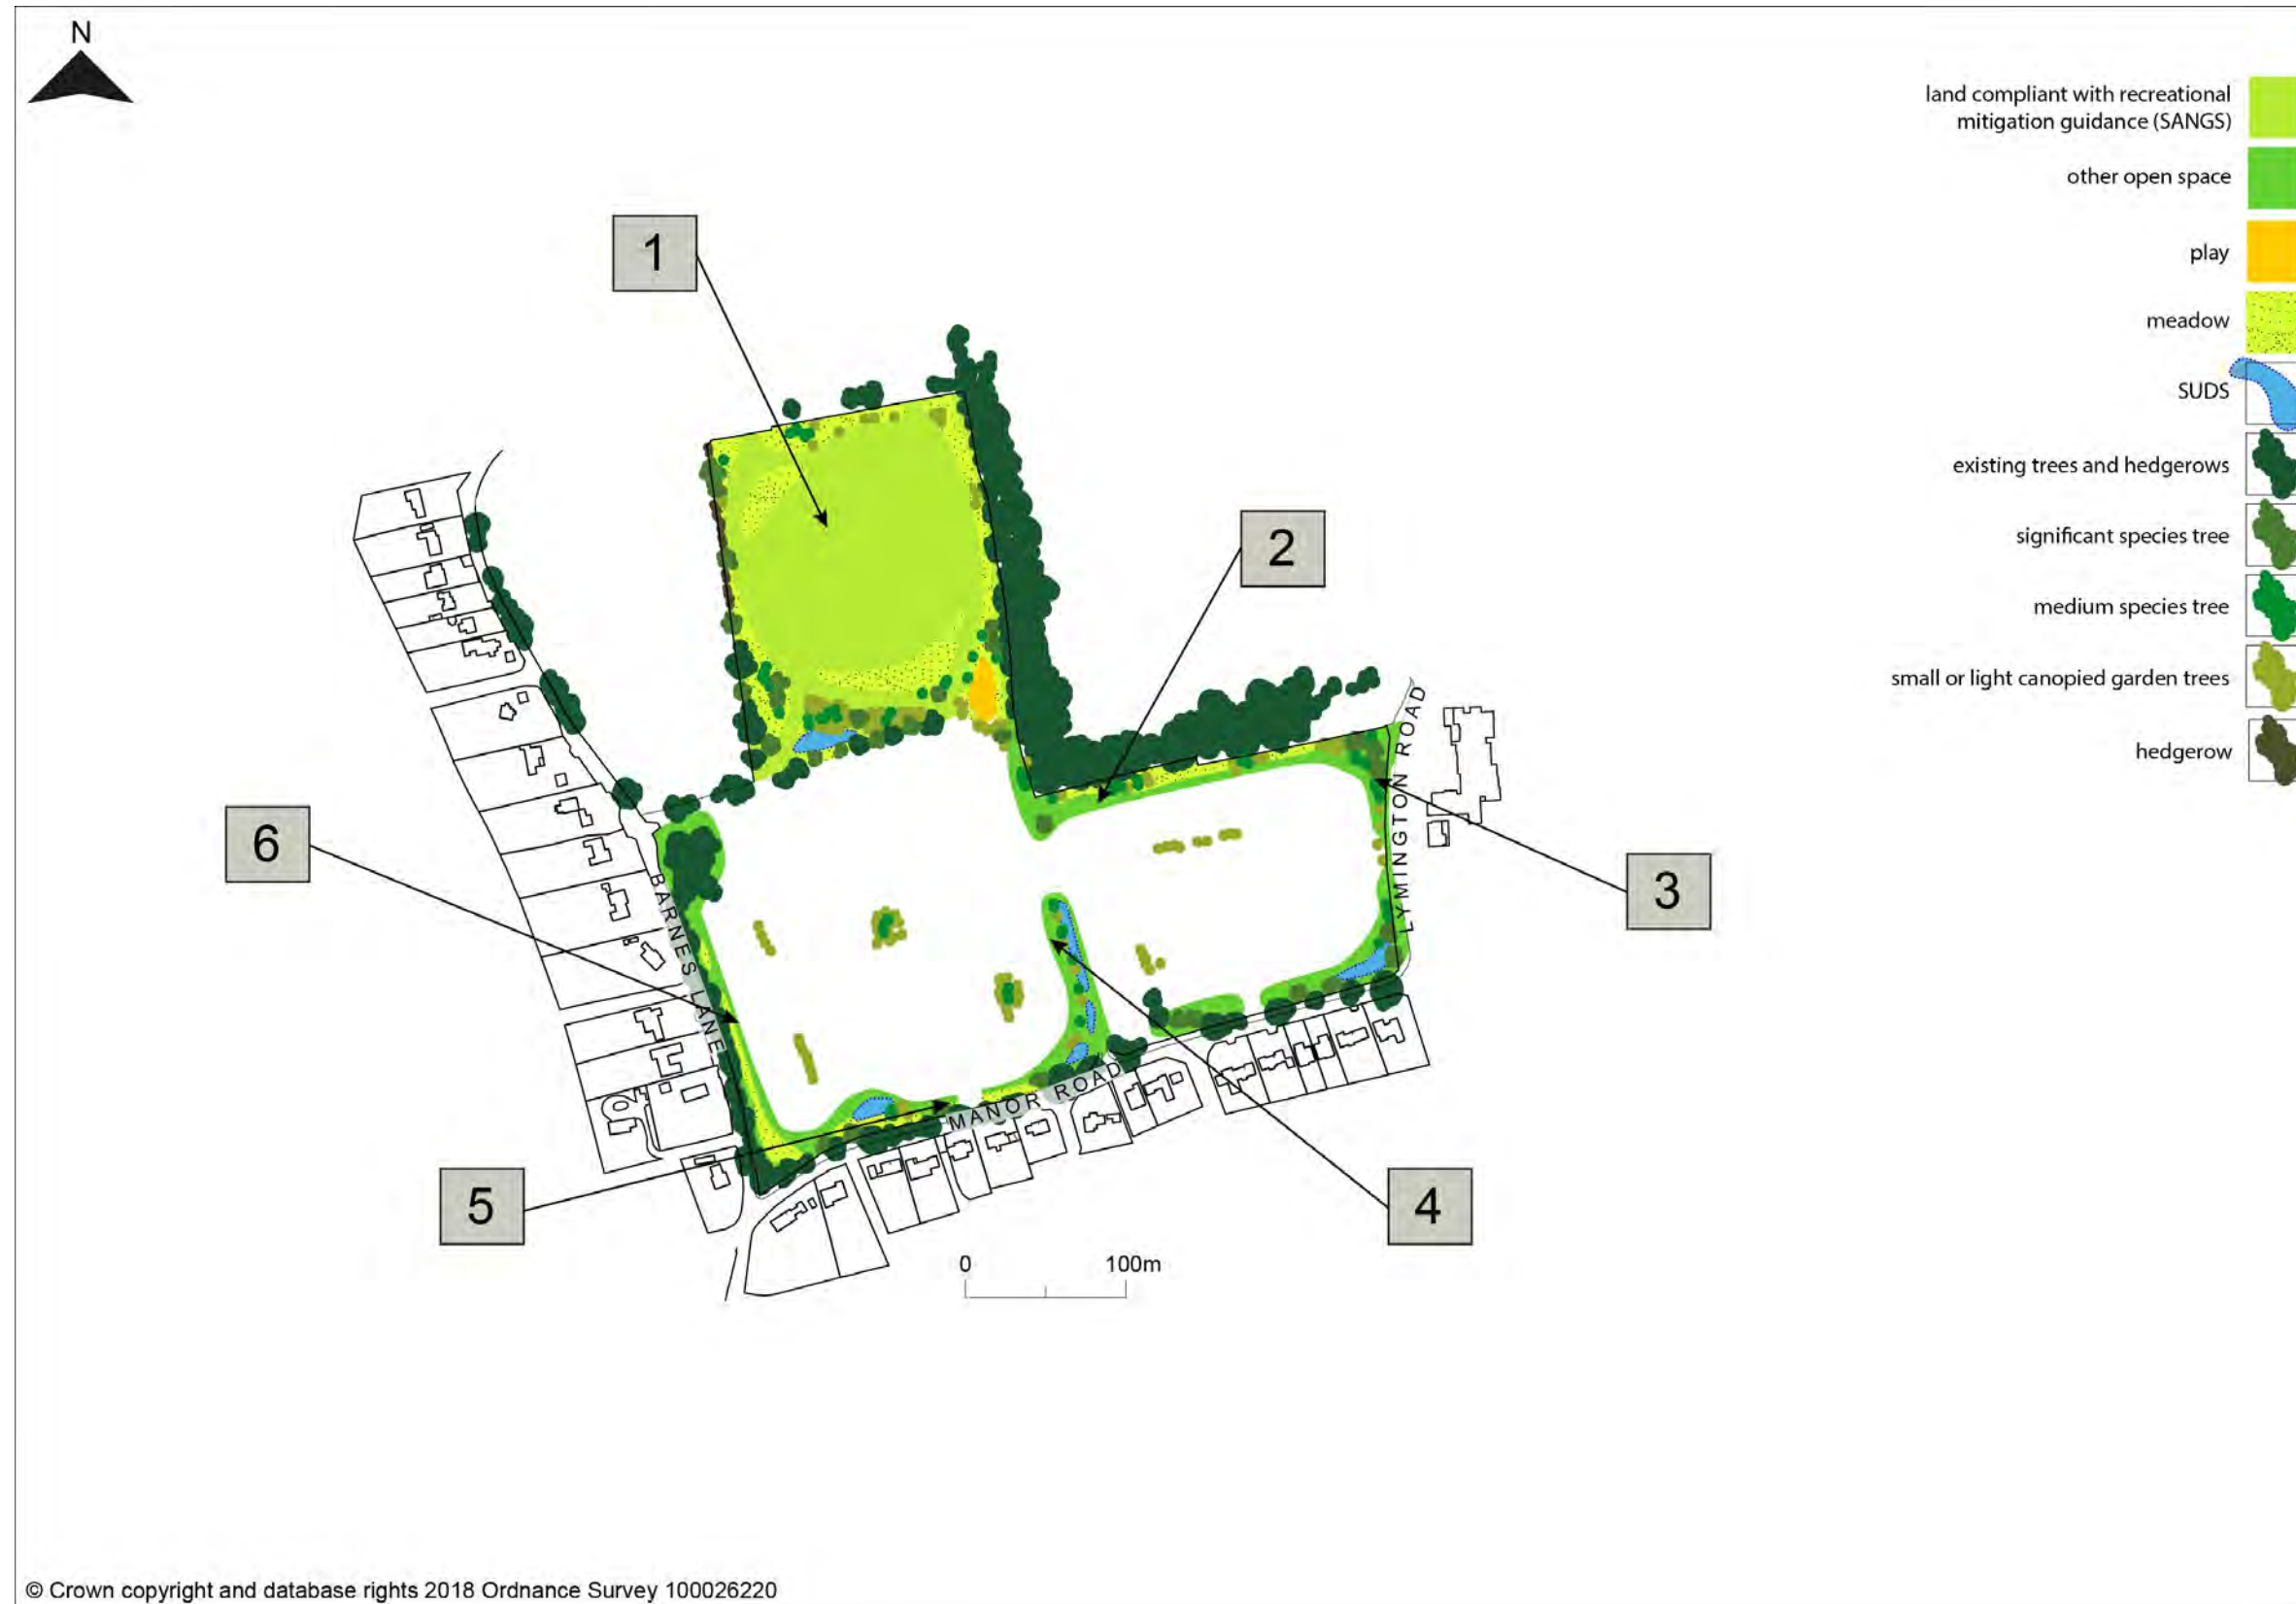 N
land compliant with recreational
mitigation guidance (SANGS)
other open space
play
meadow
SUDS
existing trees and hedgerows
significant species tree
medium species tree
small or light canopied garden trees
hedgerow
1
2
3
4
5
6
BARNES LANE
LYMINGTON ROAD
MANOR ROAD
0 100m
© Crown copyright and database rights 2018 Ordnance Survey 100026220